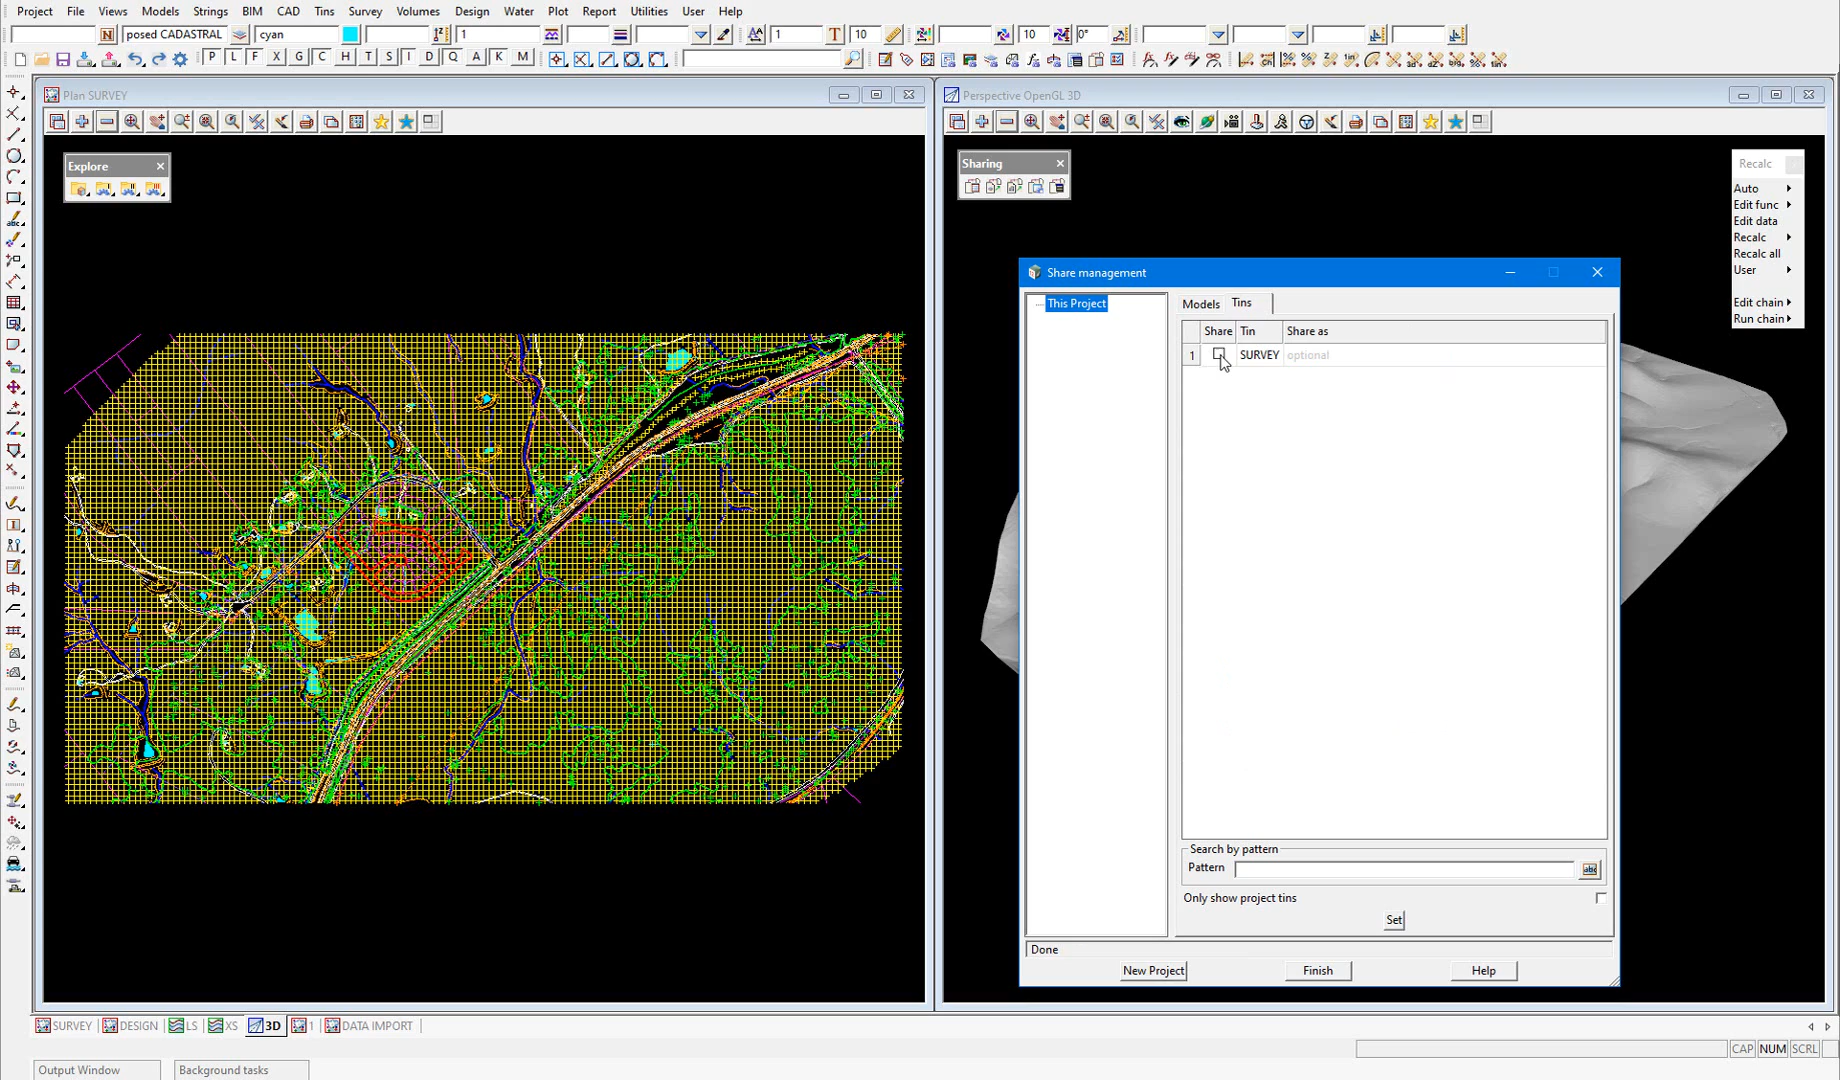 Project File Views Models Strings BIM CAD Tins Survey Volumes Design Water Plot Report Utilities User Help
N posed CADASTRAL cyan 1 1 T 10 10 0°
P L F X G C H T S I D Q A K M
Plan SURVEY
Perspective OpenGL 3D
Explore
Sharing
Recalc
Auto
Edit func
Edit data
Recalc
Recalc all
User
Edit chain
Run chain
Share management
This Project
Models Tins
Share Tin Share as
1 SURVEY optional
Search by pattern
Pattern
Only show project tins
Set
Done
New Project Finish Help
SURVEY DESIGN LS XS 3D 1 DATA IMPORT
CAP NUM SCRL
Output Window Background tasks